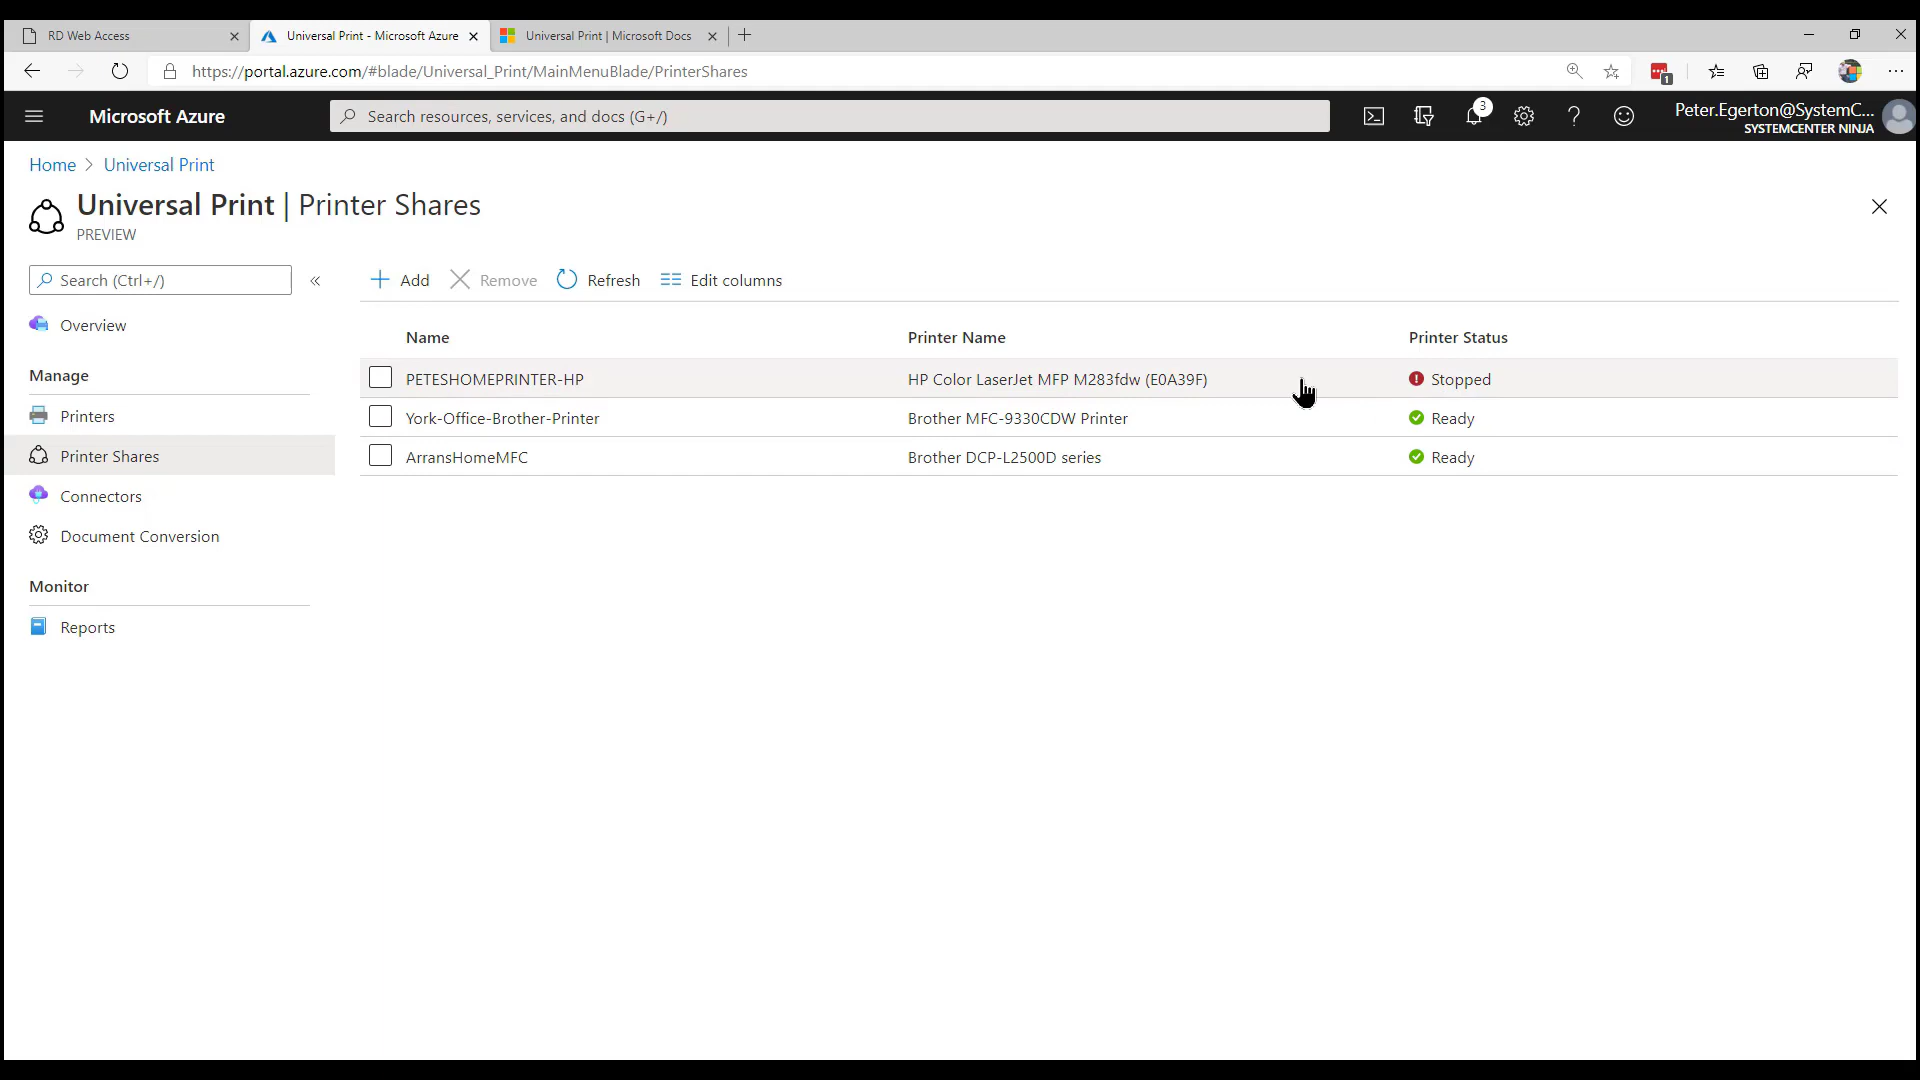 RD Web Access
Universal Print - Microsoft Azure
Universal Print | Microsoft Docs
https://portal.azure.com/#blade/Universal_Print/MainMenuBlade/PrinterShares
1
Microsoft Azure
Search resources, services, and docs (G+/)
3
Peter.Egerton@SystemC...
SYSTEMCENTER NINJA
Home > Universal Print
Universal Print | Printer Shares
PREVIEW
Search (Ctrl+/)
Add
Remove
Refresh
Edit columns
Overview
Manage
Printers
Printer Shares
Connectors
Document Conversion
Monitor
Reports
Name Printer Name Printer Status
PETESHOMEPRINTER-HP HP Color LaserJet MFP M283fdw (E0A39F) Stopped
York-Office-Brother-Printer Brother MFC-9330CDW Printer Ready
ArransHomeMFC Brother DCP-L2500D series Ready